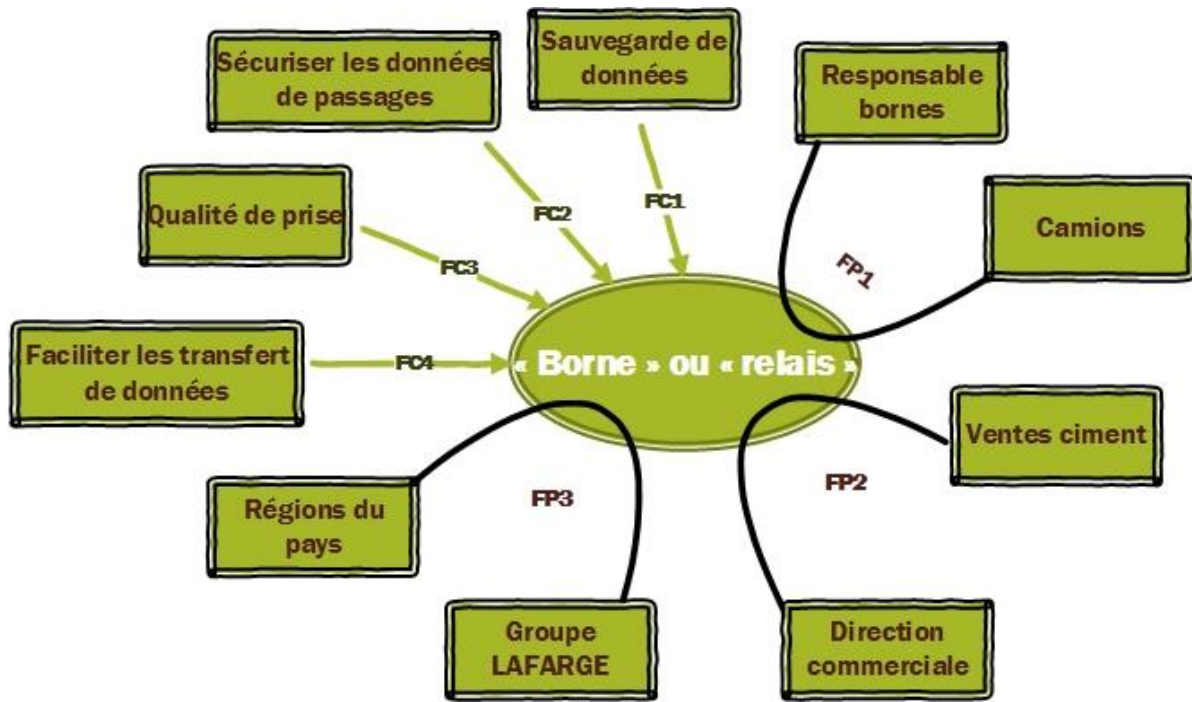 Sauvegarde de
données
Sécuriser les données
de passages
Responsable
bornes
Qualité de prise
Camions
FC1
FC2
FC3
FP1
Faciliter les transfert
de données
FC4
« Borne » ou « relais »
Ventes ciment
FP2
FP3
Régions du
pays
Groupe
LAFARGE
Direction
commerciale